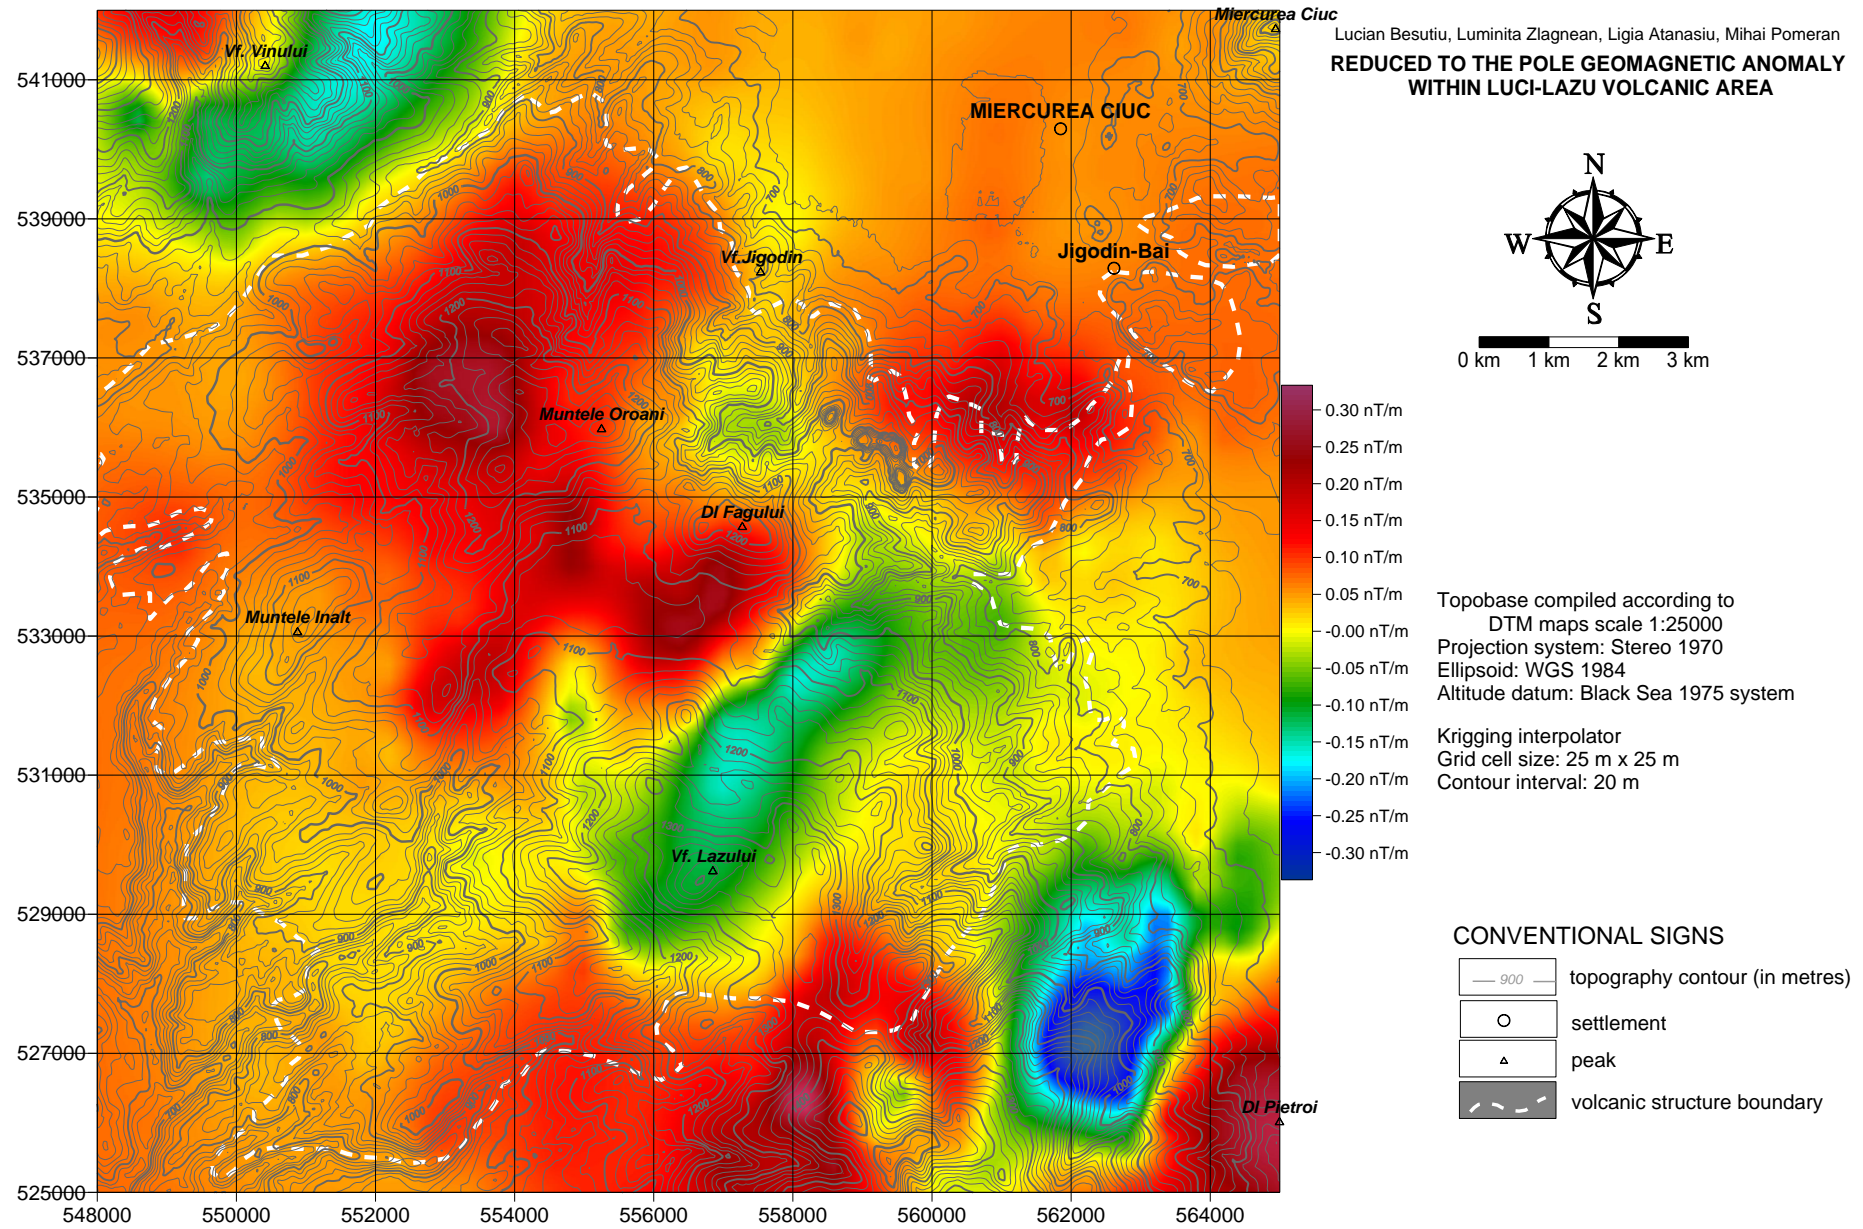 Lucian Besutiu, Luminita Zlagnean, Ligia Atanasiu, Mihai Pomeran
REDUCED TO THE POLE GEOMAGNETIC ANOMALY
WITHIN LUCI-LAZU VOLCANIC AREA
N
W E
S
0 km 1 km 2 km 3 km
Miercurea Ciuc
Vf. Vinului
MIERCUREA CIUC
Jigodin-Bai
Vf.Jigodin
Muntele Oroani
Dl Fagului
Muntele Inalt
Vf. Lazului
Dl Pietroi
541000
539000
537000
535000
533000
531000
529000
527000
525000
548000 550000 552000 554000 556000 558000 560000 562000 564000
0.30 nT/m
0.25 nT/m
0.20 nT/m
0.15 nT/m
0.10 nT/m
0.05 nT/m
-0.00 nT/m
-0.05 nT/m
-0.10 nT/m
-0.15 nT/m
-0.20 nT/m
-0.25 nT/m
-0.30 nT/m
Topobase compiled according to
DTM maps scale 1:25000
Projection system: Stereo 1970
Ellipsoid: WGS 1984
Altitude datum: Black Sea 1975 system
Krigging interpolator
Grid cell size: 25 m x 25 m
Contour interval: 20 m
CONVENTIONAL SIGNS
900 topography contour (in metres)
settlement
peak
volcanic structure boundary